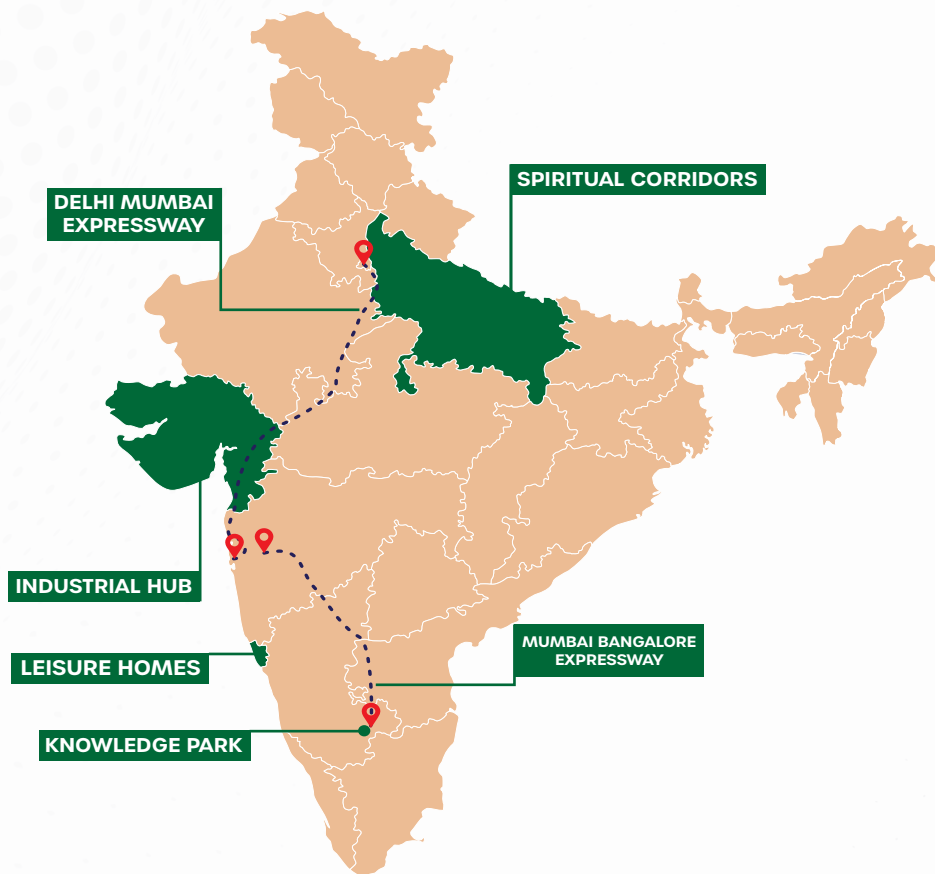 SPIRITUAL CORRIDORS
DELHI MUMBAI
EXPRESSWAY
INDUSTRIAL HUB
MUMBAI BANGALORE
EXPRESSWAY
LEISURE HOMES
KNOWLEDGE PARK